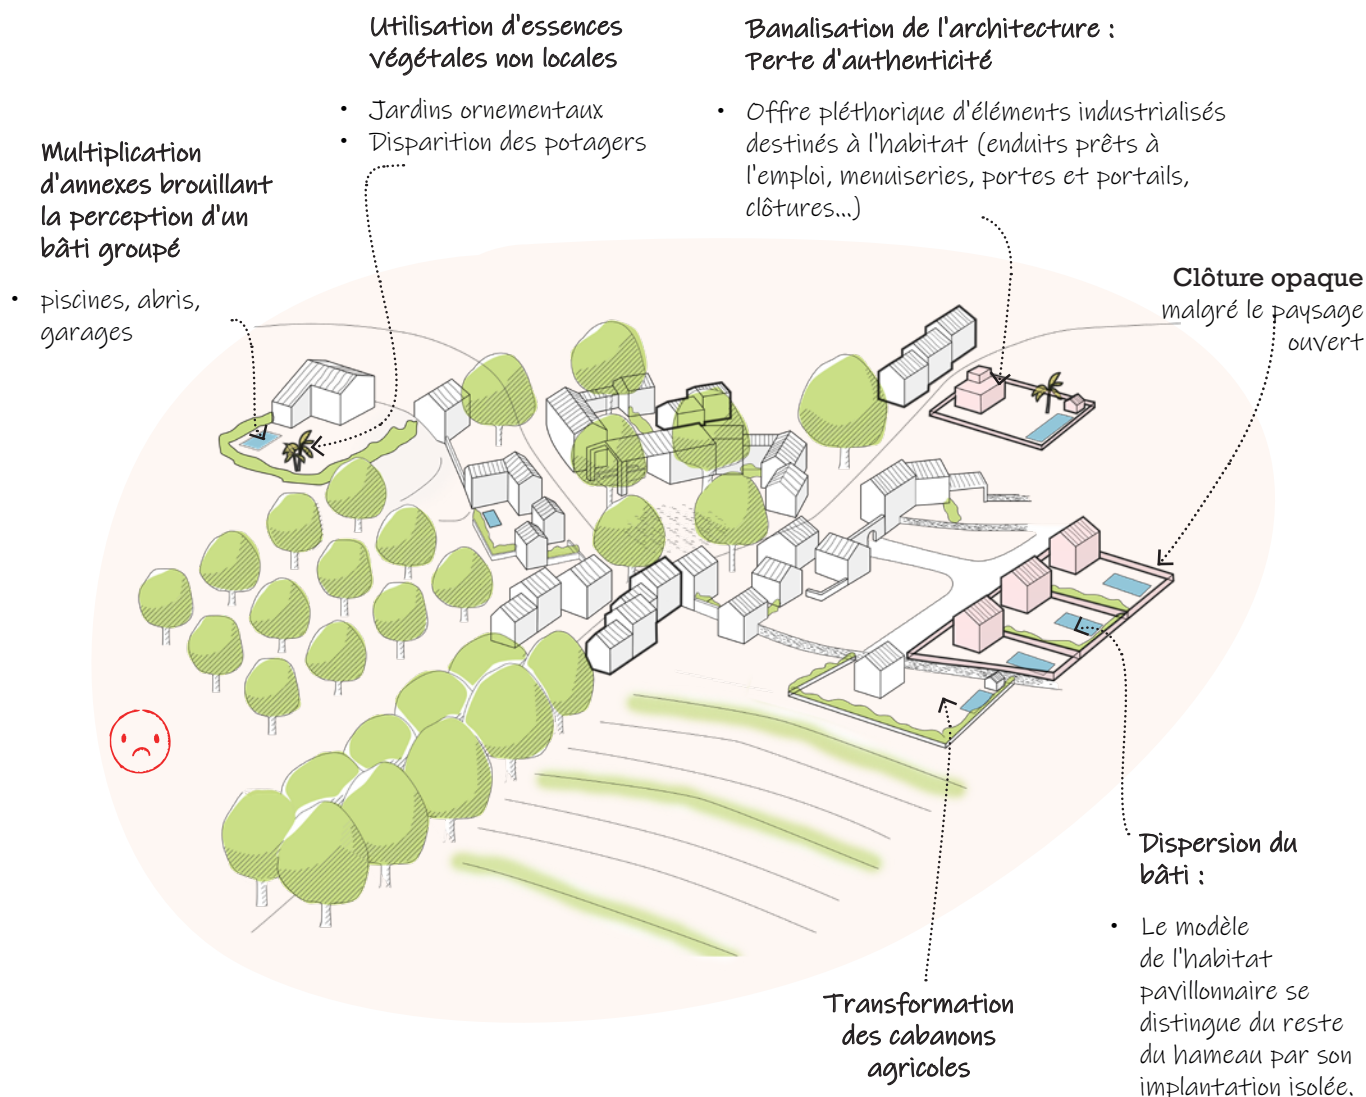 Utilisation d'essences
végétales non locales
• Jardins ornementaux
• Disparition des potagers
Banalisation de l'architecture :
Perte d'authenticité
• Offre pléthorique d'éléments industrialisés
destinés à l'habitat (enduits prêts à
l'emploi, menuiseries, portes et portails,
clôtures...)
Multiplication
d'annexes brouillant
la perception d'un
bâti groupé
• piscines, abris,
garages
Clôture opaque
malgré le paysage
ouvert
Dispersion du
bâti :
• Le modèle
de l'habitat
pavillonnaire se
distingue du reste
du hameau par son
implantation isolée.
Transformation
des cabanons
agricoles